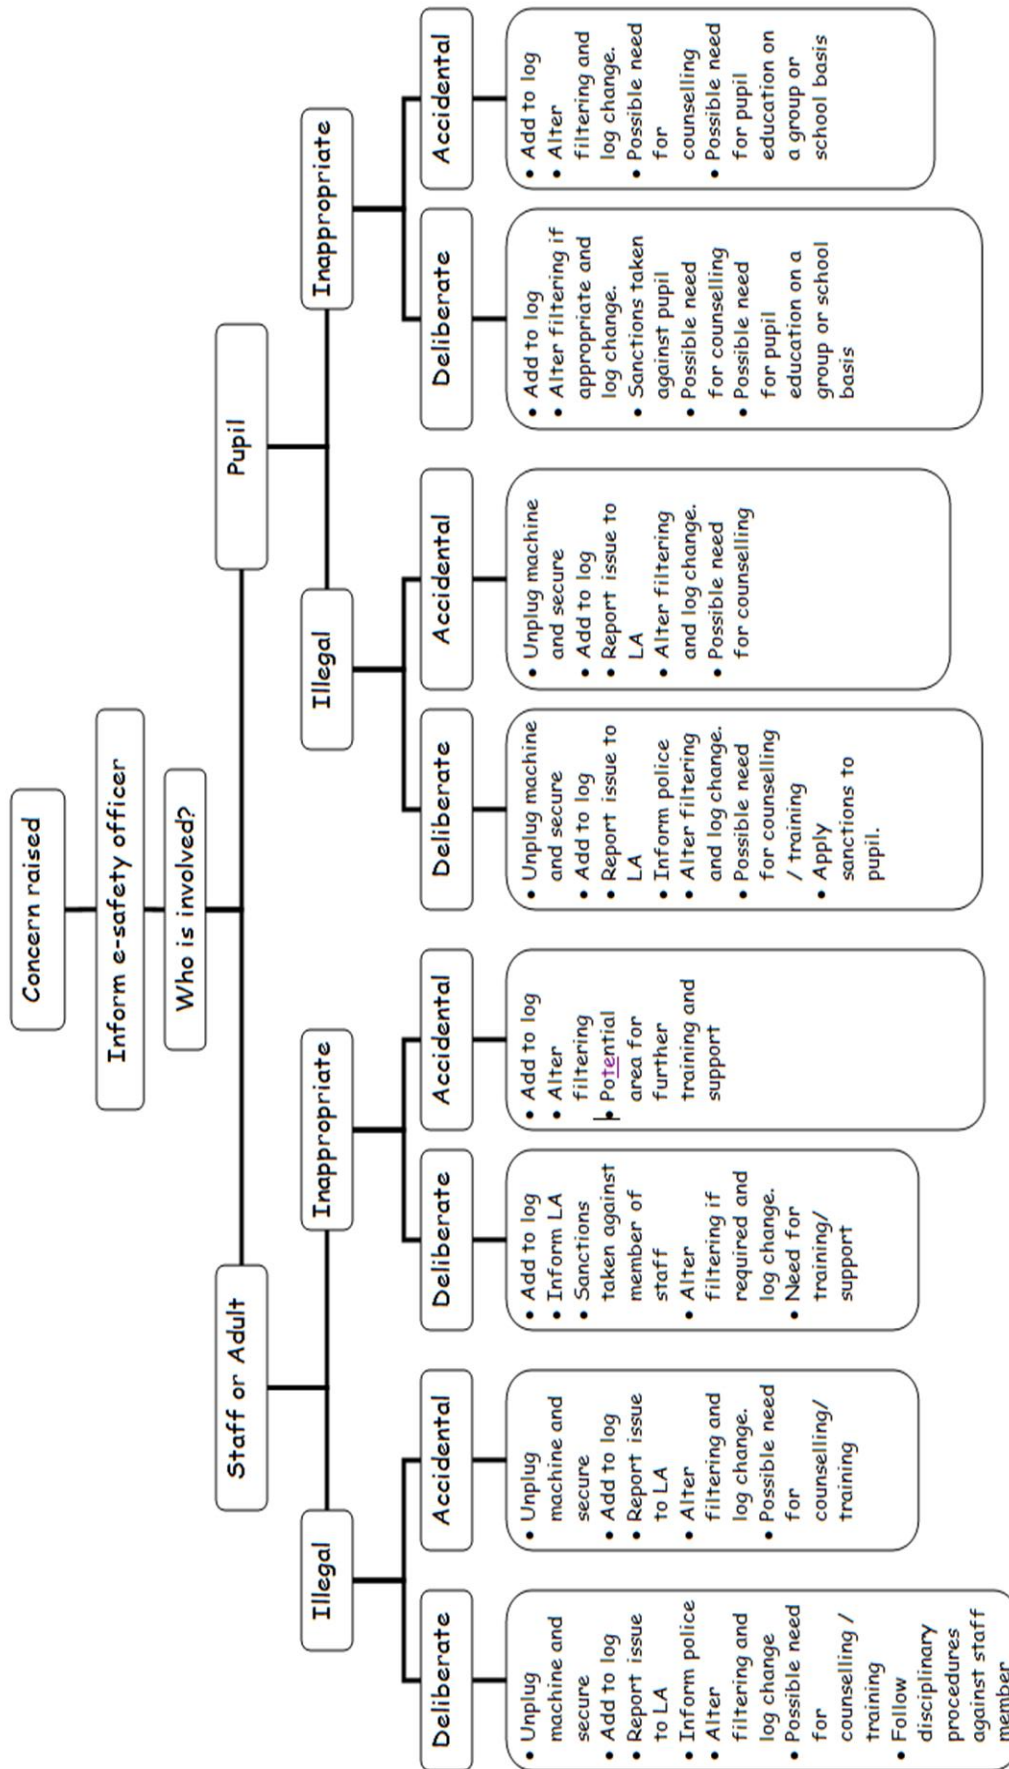 Concern raised
Inform e-safety officer
Who is involved?
Staff or Adult
Pupil
Illegal
Inappropriate
Illegal
Inappropriate
Deliberate
Accidental
Deliberate
Accidental
Deliberate
Accidental
Deliberate
Accidental
• Unplug
machine and
secure
• Add to log
• Report issue
to LA
• Inform police
• Alter
filtering and
log change
• Possible need
for
counselling /
training
• Follow
disciplinary
procedures
against staff
member
• Unplug
machine and
secure
• Add to log
• Report issue
to LA
• Alter
filtering and
log change.
• Possible need
for
counselling/
training
• Add to log
• Inform LA
• Sanctions
taken against
member of
staff
• Alter
filtering if
required and
log change.
• Need for
training/
support
• Add to log
• Alter
filtering
• Potential
area for
further
training and
support
• Unplug machine
and secure
• Add to log
• Report issue to
LA
• Inform police
• Alter filtering
and log change.
• Possible need
for counselling
/ training
• Apply
sanctions to
pupil.
• Unplug machine
and secure
• Add to log
• Report issue to
LA
• Alter filtering
and log change.
• Possible need
for counselling
• Add to log
• Alter filtering if
appropriate and
log change.
• Sanctions taken
against pupil
• Possible need
for counselling
• Possible need
for pupil
education on a
group or school
basis
• Add to log
• Alter
filtering and
log change.
• Possible need
for
counselling
• Possible need
for pupil
education on
a group or
school basis